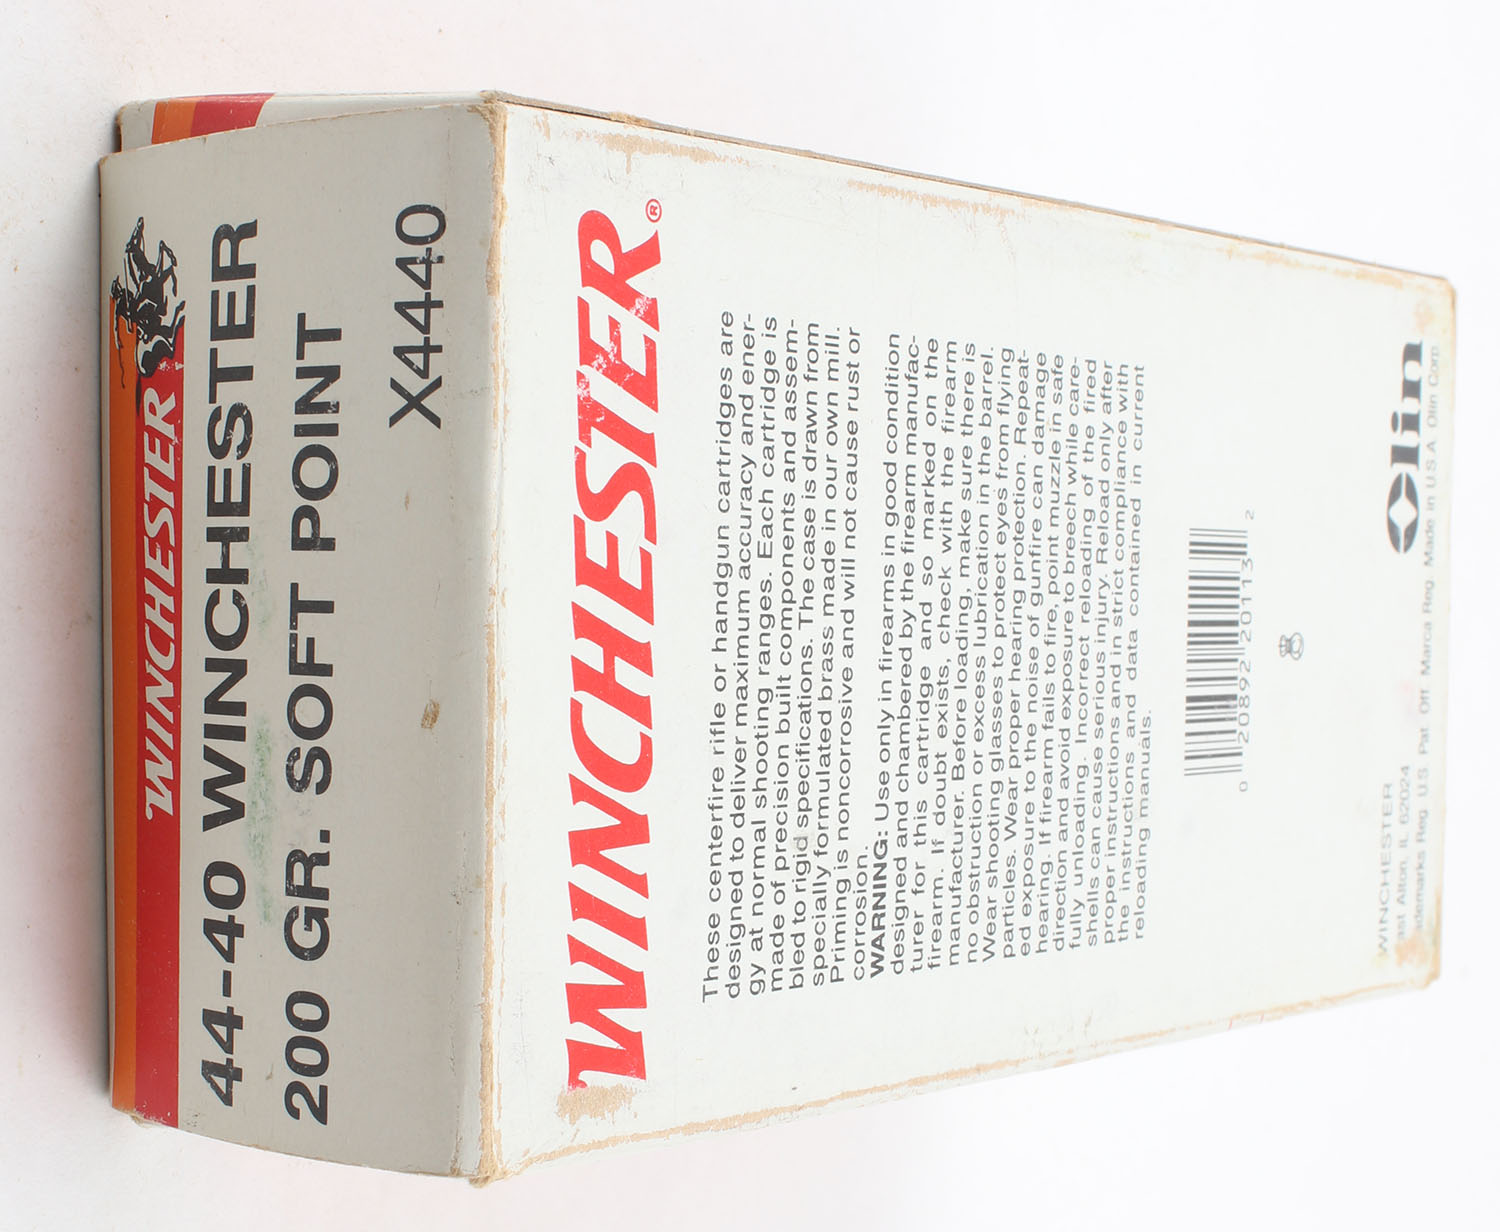 WINCHESTER
44-40 WINCHESTER
200 GR. SOFT POINT
X4440
WINCHESTER®
These centerfire rifle or handgun cartridges are
designed to deliver maximum accuracy and ener-
gy at normal shooting ranges. Each cartridge is
made of precision built components and assem-
bled to rigid specifications. The case is drawn from
specially formulated brass made in our own mill.
Priming is noncorrosive and will not cause rust or
corrosion.
WARNING: Use only in firearms in good condition
designed and chambered by the firearm manufac-
turer for this cartridge and so marked on the
firearm. If doubt exists, check with the firearm
manufacturer. Before loading, make sure there is
no obstruction or excess lubrication in the barrel.
Wear shooting glasses to protect eyes from flying
particles. Wear proper hearing protection. Repeat-
ed exposure to the noise of gunfire can damage
hearing. If firearm fails to fire, point muzzle in safe
direction and avoid exposure to breech while care-
fully unloading. Incorrect reloading of the fired
shells can cause serious injury. Reload only after
proper instructions and in strict compliance with
the instructions and data contained in current
reloading manuals.
0 20892 20113 2
Olin
WINCHESTER
ast Alton, IL 62024
ademarks Reg U.S. Pat. Off. Marca Reg. Made in U S A Olin Corp